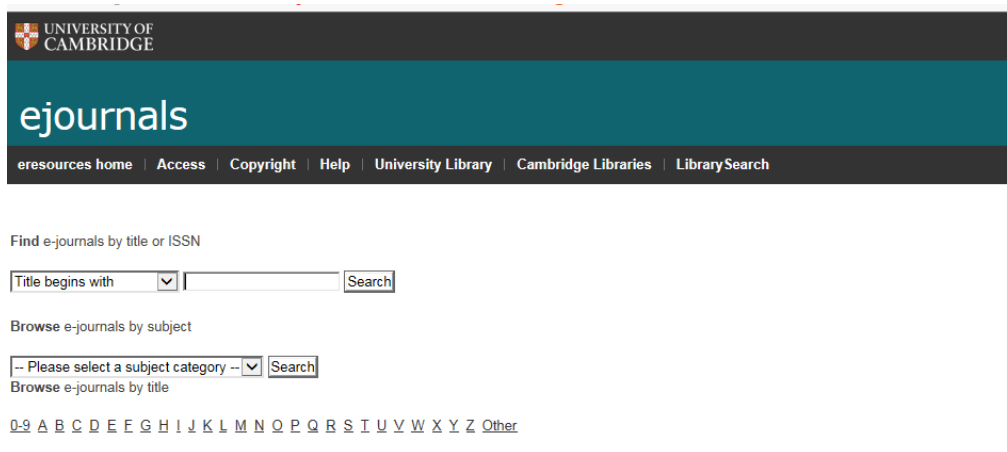 UNIVERSITY OF
CAMBRIDGE
ejournals
eresources home | Access | Copyright | Help | University Library | Cambridge Libraries | LibrarySearch
Find e-journals by title or ISSN
Title begins with Search
Browse e-journals by subject
-- Please select a subject category -- Search
Browse e-journals by title
0-9 A B C D E F G H I J K L M N O P Q R S T U V W X Y Z Other